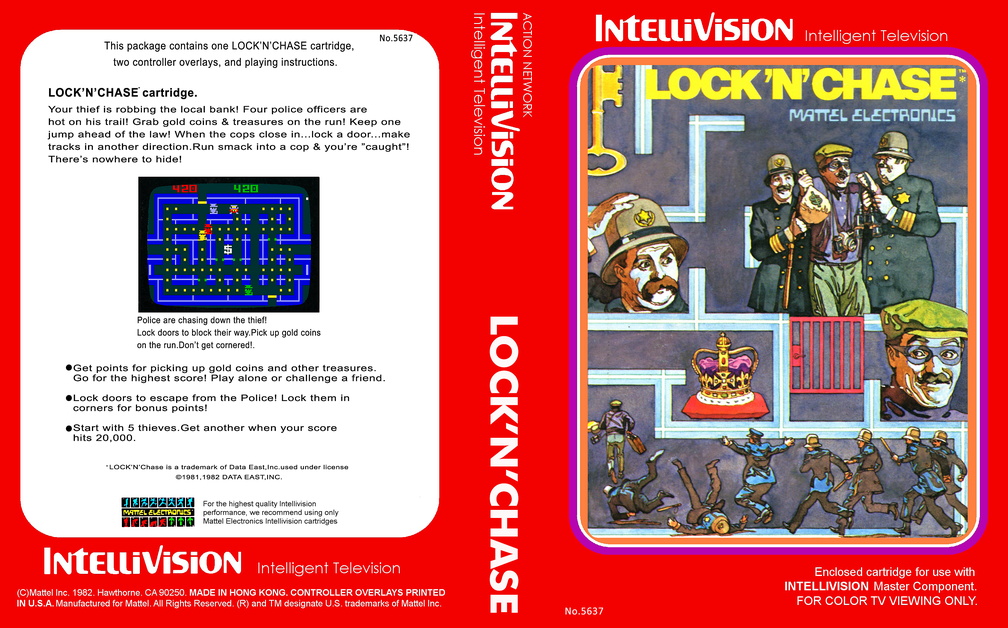 This package contains one LOCK'N'CHASE cartridge,
two controller overlays, and playing instructions.
No.5637
LOCK'N'CHASE cartridge.
Your thief is robbing the local bank! Four police officers are
hot on his trail! Grab gold coins & treasures on the run! Keep one
jump ahead of the law! When the cops close in...lock a door...make
tracks in another direction.Run smack into a cop & you're "caught"!
There's nowhere to hide!
420 420
Police are chasing down the thief!
Lock doors to block their way.Pick up gold coins
on the run.Don't get cornered!.
●Get points for picking up gold coins and other treasures.
Go for the highest score! Play alone or challenge a friend.
●Lock doors to escape from the Police! Lock them in
corners for bonus points!
●Start with 5 thieves.Get another when your score
hits 20,000.
*LOCK'N'Chase is a trademark of Data East,Inc.used under license
©1981,1982 DATA EAST,INC.
MATTEL ELECTRONICS
For the highest quality Intellivision
performance, we recommend using only
Mattel Electronics Intellivision cartridges
INTELLIVISION Intelligent Television
(C)Mattel Inc. 1982. Hawthorne. CA 90250. MADE IN HONG KONG. CONTROLLER OVERLAYS PRINTED
IN U.S.A. Manufactured for Mattel. All Rights Reserved. (R) and TM designate U.S. trademarks of Mattel Inc.
ACTION NETWORK
INTELLIVISION
Intelligent Television
LOCK'N'CHASE
INTELLIVISION Intelligent Television
LOCK'N'CHASE™*
MATTEL ELECTRONICS
Enclosed cartridge for use with
INTELLIVISION Master Component.
FOR COLOR TV VIEWING ONLY.
No.5637